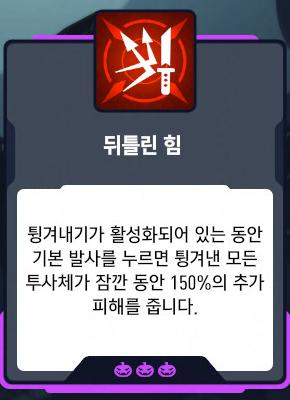 뒤틀린 힘
튕겨내기가 활성화되어 있는 동안
기본 발사를 누르면 튕겨낸 모든
투사체가 잠깐 동안 150%의 추가
피해를 줍니다.